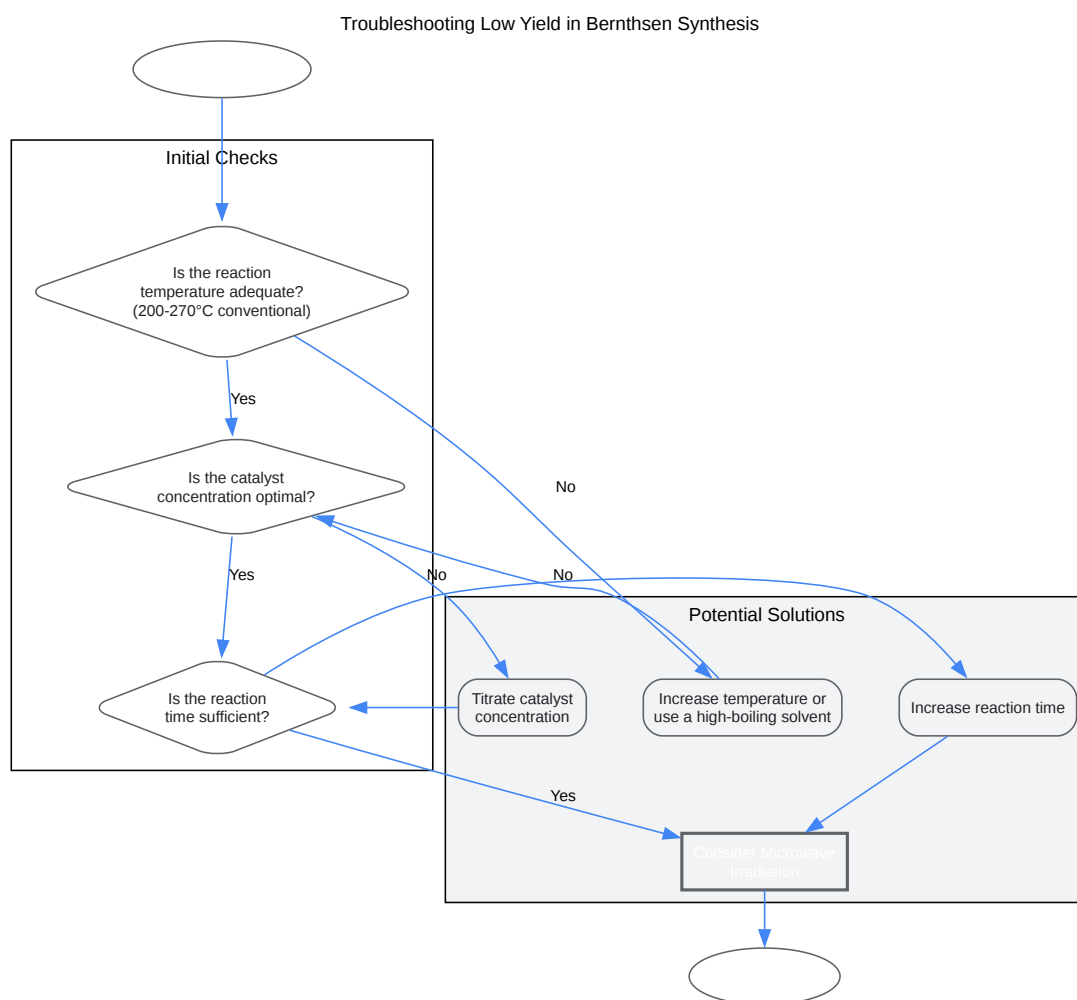 Troubleshooting Low Yield in Bernthsen Synthesis
Initial Checks
Is the reaction
temperature adequate?
(200-270°C conventional)
Yes
Is the catalyst
concentration optimal?
No
Yes
No
No
Potential Solutions
Is the reaction
time sufficient?
Titrate catalyst
concentration
Increase temperature or
use a high-boiling solvent
Increase reaction time
Yes
Consider Microwave
Irradiation